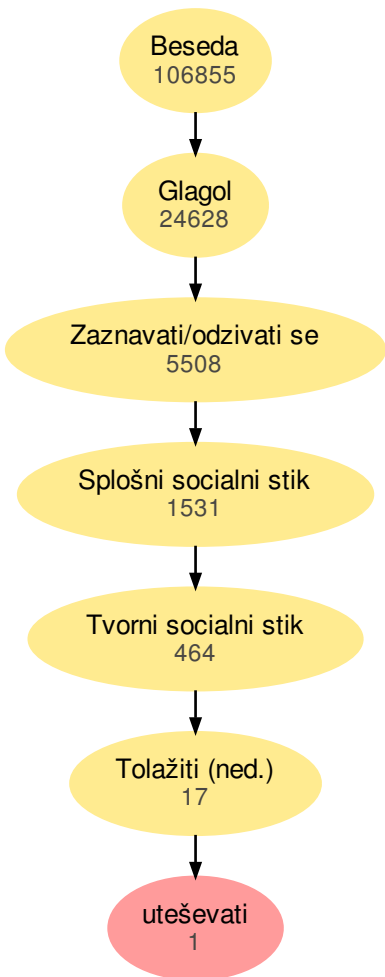 Beseda
106855
Glagol
24628
Zaznavati/odzivati se
5508
Splošni socialni stik
1531
Tvorni socialni stik
464
Tolažiti (ned.)
17
uteševati
1